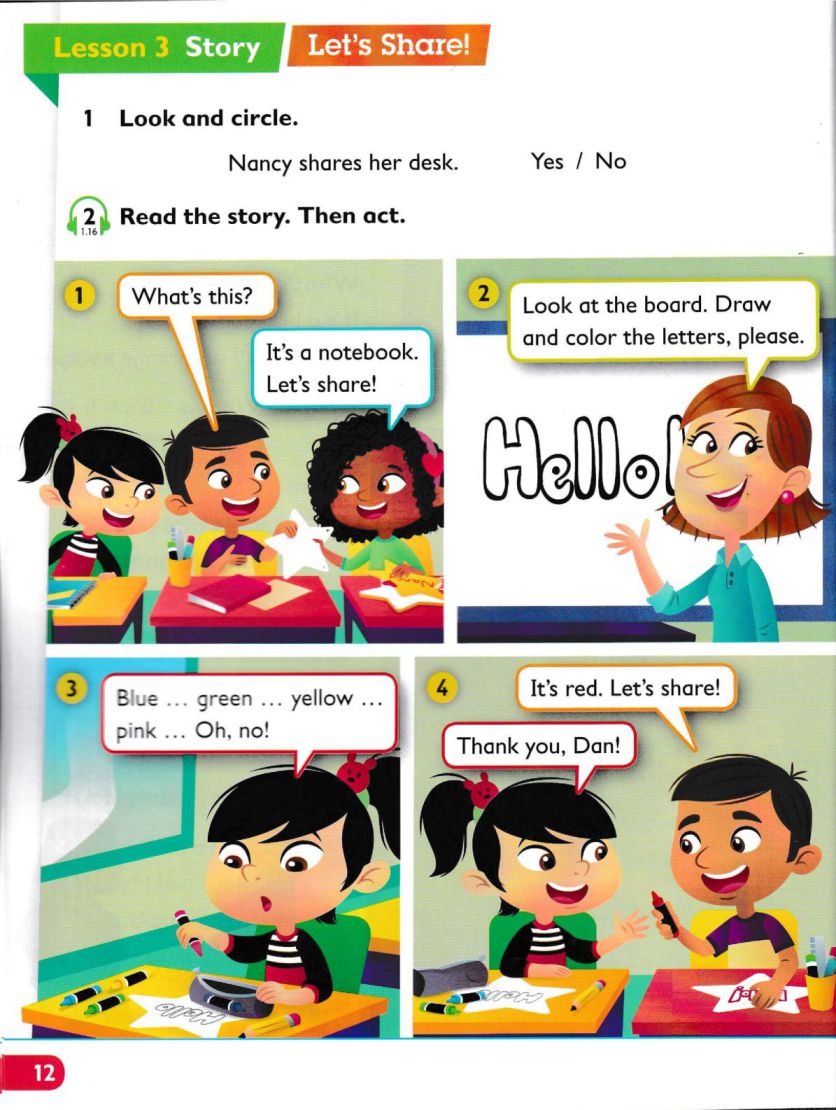 Lesson 3 Story Let's Share!
1 Look and circle.
Nancy shares her desk. Yes / No
2 Read the story. Then act.
1.16
1
What's this?
It's a notebook.
Let's share!
Nancy
2
Look at the board. Draw
and color the letters, please.
Hello!
3
Blue ... green ... yellow ...
pink ... Oh, no!
Hello
4
It's red. Let's share!
Thank you, Dan!
Hello
12